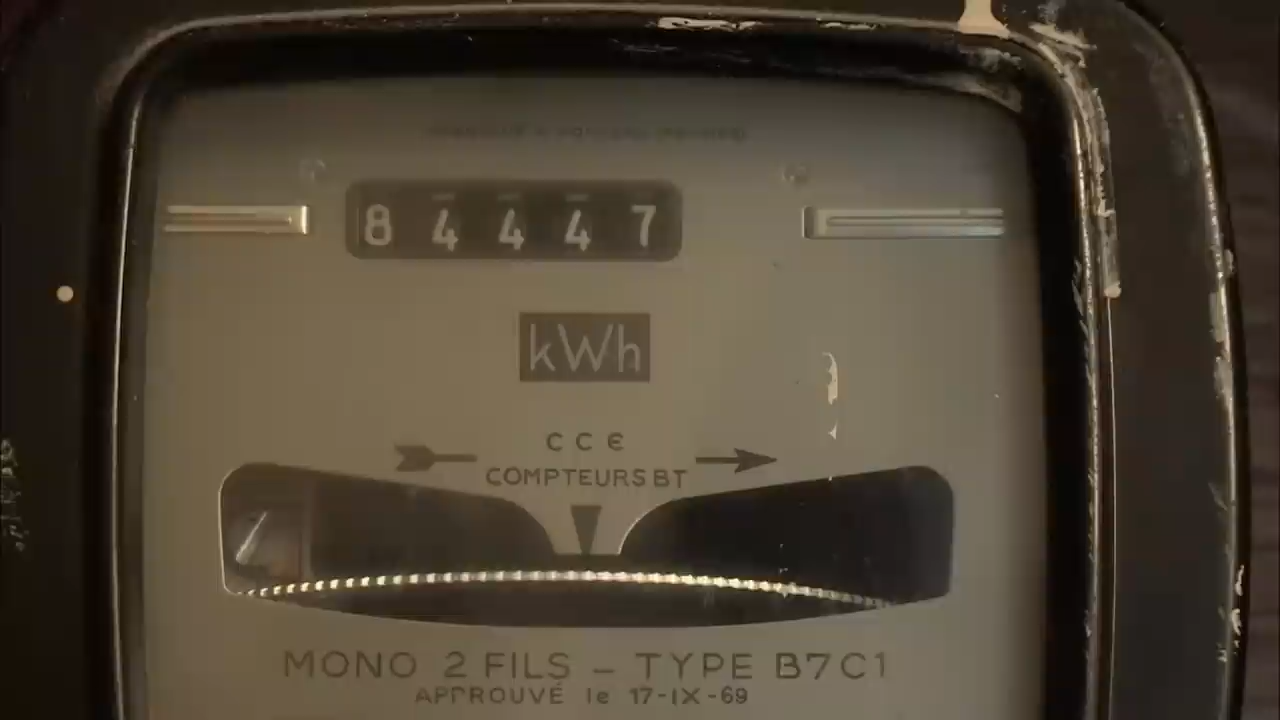 84447
kWh
CCE
COMPTEURS BT
MONO 2 FILS - TYPE B7C1
APPROUVÉ le 17-IX-69